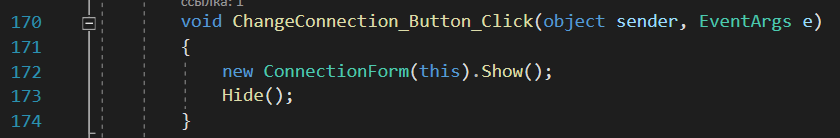 ссылка: 1
170 void ChangeConnection_Button_Click(object sender, EventArgs e)
171 {
172 new ConnectionForm(this).Show();
173 Hide();
174 }